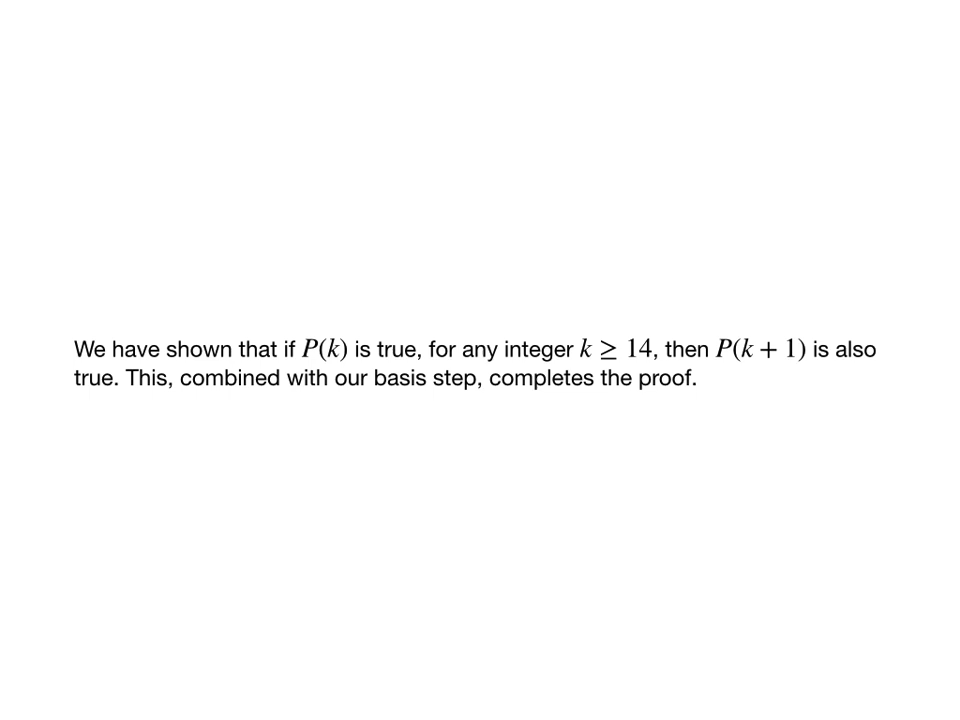 We have shown that if P(k) is true, for any integer k ≥ 14, then P(k + 1) is also
true. This, combined with our basis step, completes the proof.